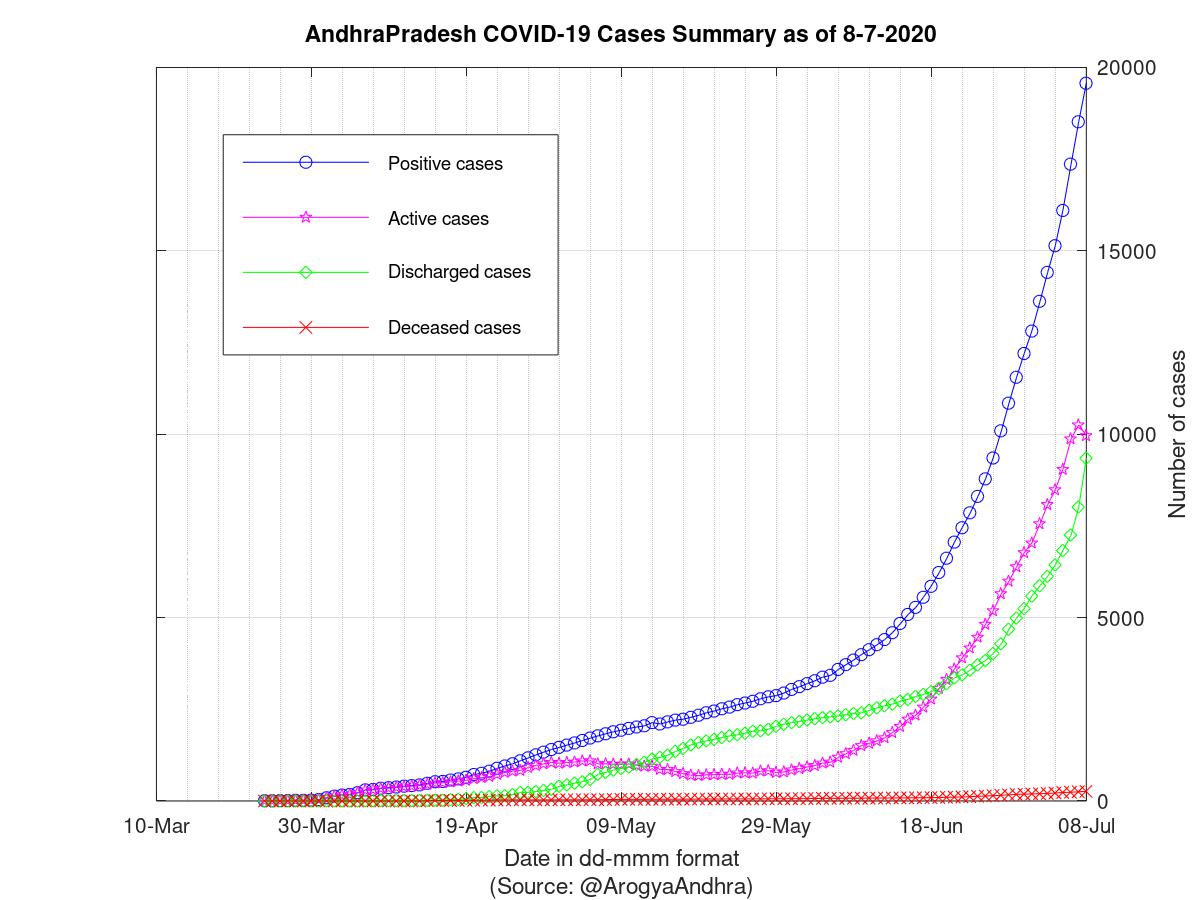 AndhraPradesh COVID-19 Cases Summary as of 8-7-2020
20000
Positive cases
Active cases
15000
Discharged cases
Deceased cases
Number of cases
10000
5000
0
10-Mar 30-Mar 19-Apr 09-May 29-May 18-Jun 08-Jul
Date in dd-mmm format
(Source: @ArogyaAndhra)